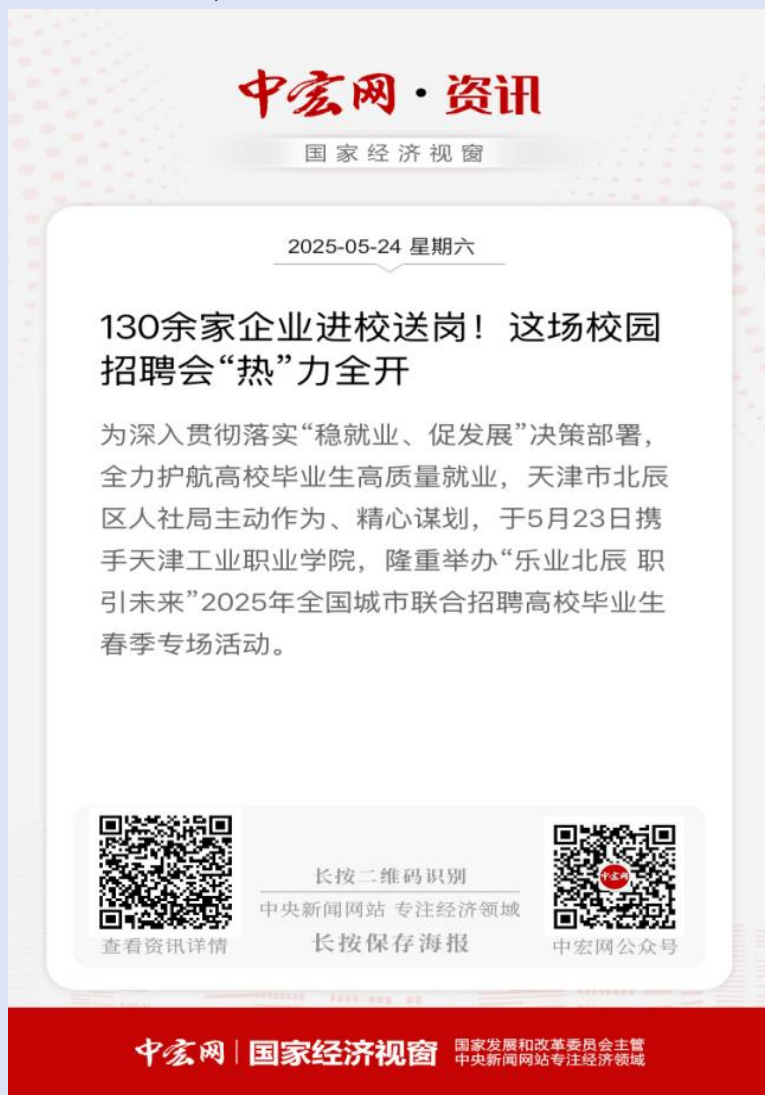 中宏网·资讯
国家经济视窗
2025-05-24 星期六
130余家企业进校送岗！这场校园
招聘会“热”力全开
为深入贯彻落实“稳就业、促发展”决策部署，
全力护航高校毕业生高质量就业，天津市北辰
区人社局主动作为、精心谋划，于5月23日携
手天津工业职业学院，隆重举办“乐业北辰 职
引未来”2025年全国城市联合招聘高校毕业生
春季专场活动。
长按二维码识别
中央新闻网站 专注经济领域
长按保存海报
查看资讯详情
中宏网
中宏网公众号
中宏网 | 国家经济视窗
国家发展和改革委员会主管
中央新闻网站专注经济领域